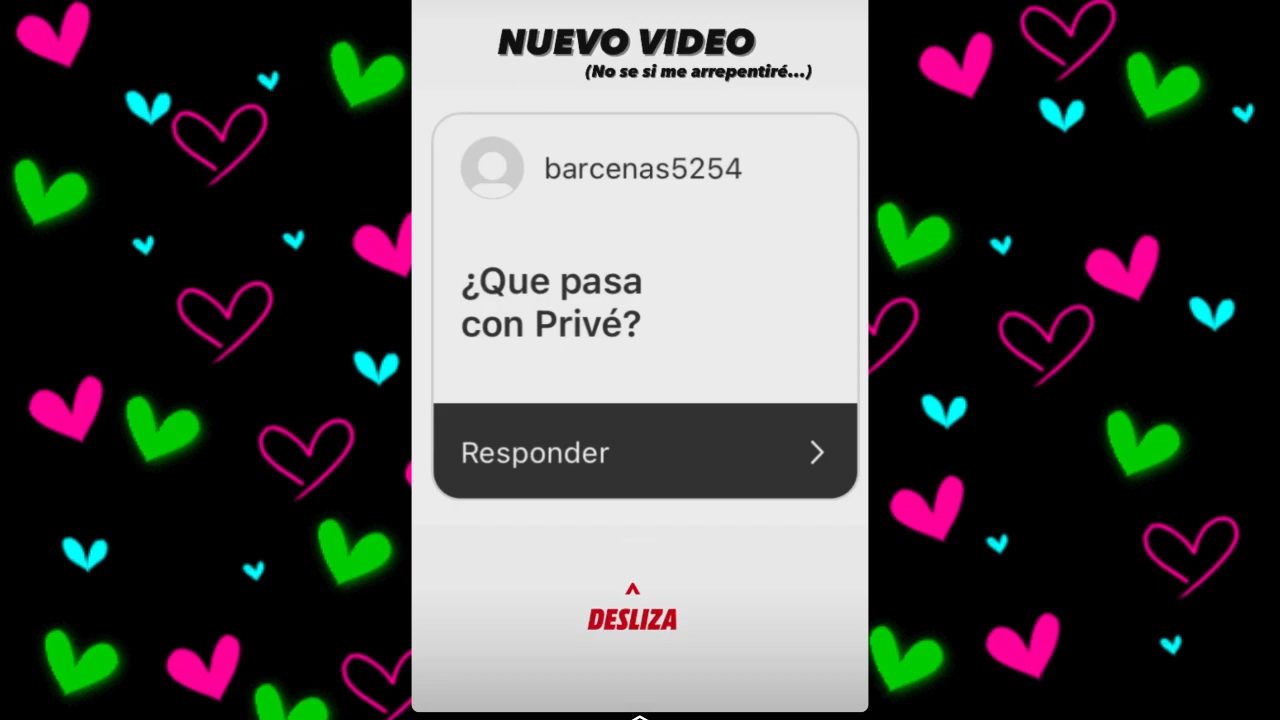 NUEVO VIDEO
(No se si me arrepentiré...)
barcenas5254
¿Que pasa
con Privé?
Responder
DESLIZA